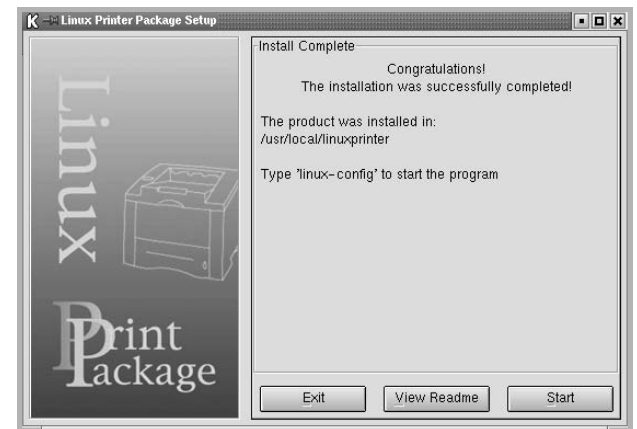 Linux Printer Package Setup
Linux
Print
Package
Install Complete
Congratulations!
The installation was successfully completed!
The product was installed in:
/usr/local/linuxprinter
Type 'linux-config' to start the program
Exit
View Readme
Start